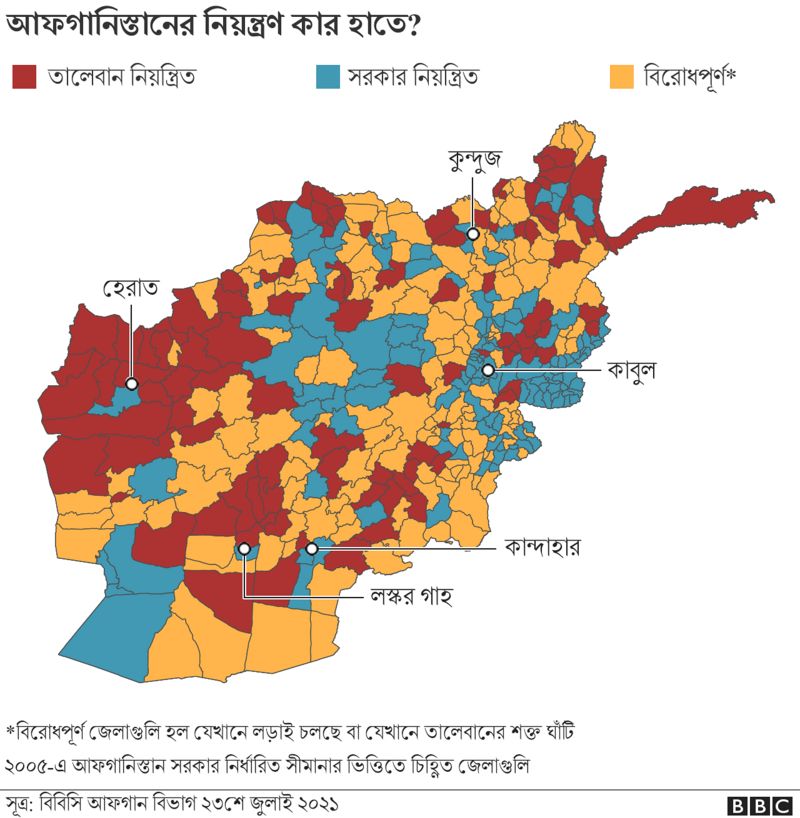 আফগানিস্তানের নিয়ন্ত্রণ কার হাতে?
তালেবান নিয়ন্ত্রিত
সরকার নিয়ন্ত্রিত
বিরোধপূর্ণ*
কুন্দুজ
হেরাত
কাবুল
কান্দাহার
লস্কর গাহ
*বিরোধপূর্ণ জেলাগুলি হল যেখানে লড়াই চলছে বা যেখানে তালেবানের শক্ত ঘাঁটি
২০০৫-এ আফগানিস্তান সরকার নির্ধারিত সীমানার ভিত্তিতে চিহ্ণিত জেলাগুলি
সূত্র: বিবিসি আফগান বিভাগ ২৩শে জুলাই ২০২১
BBC